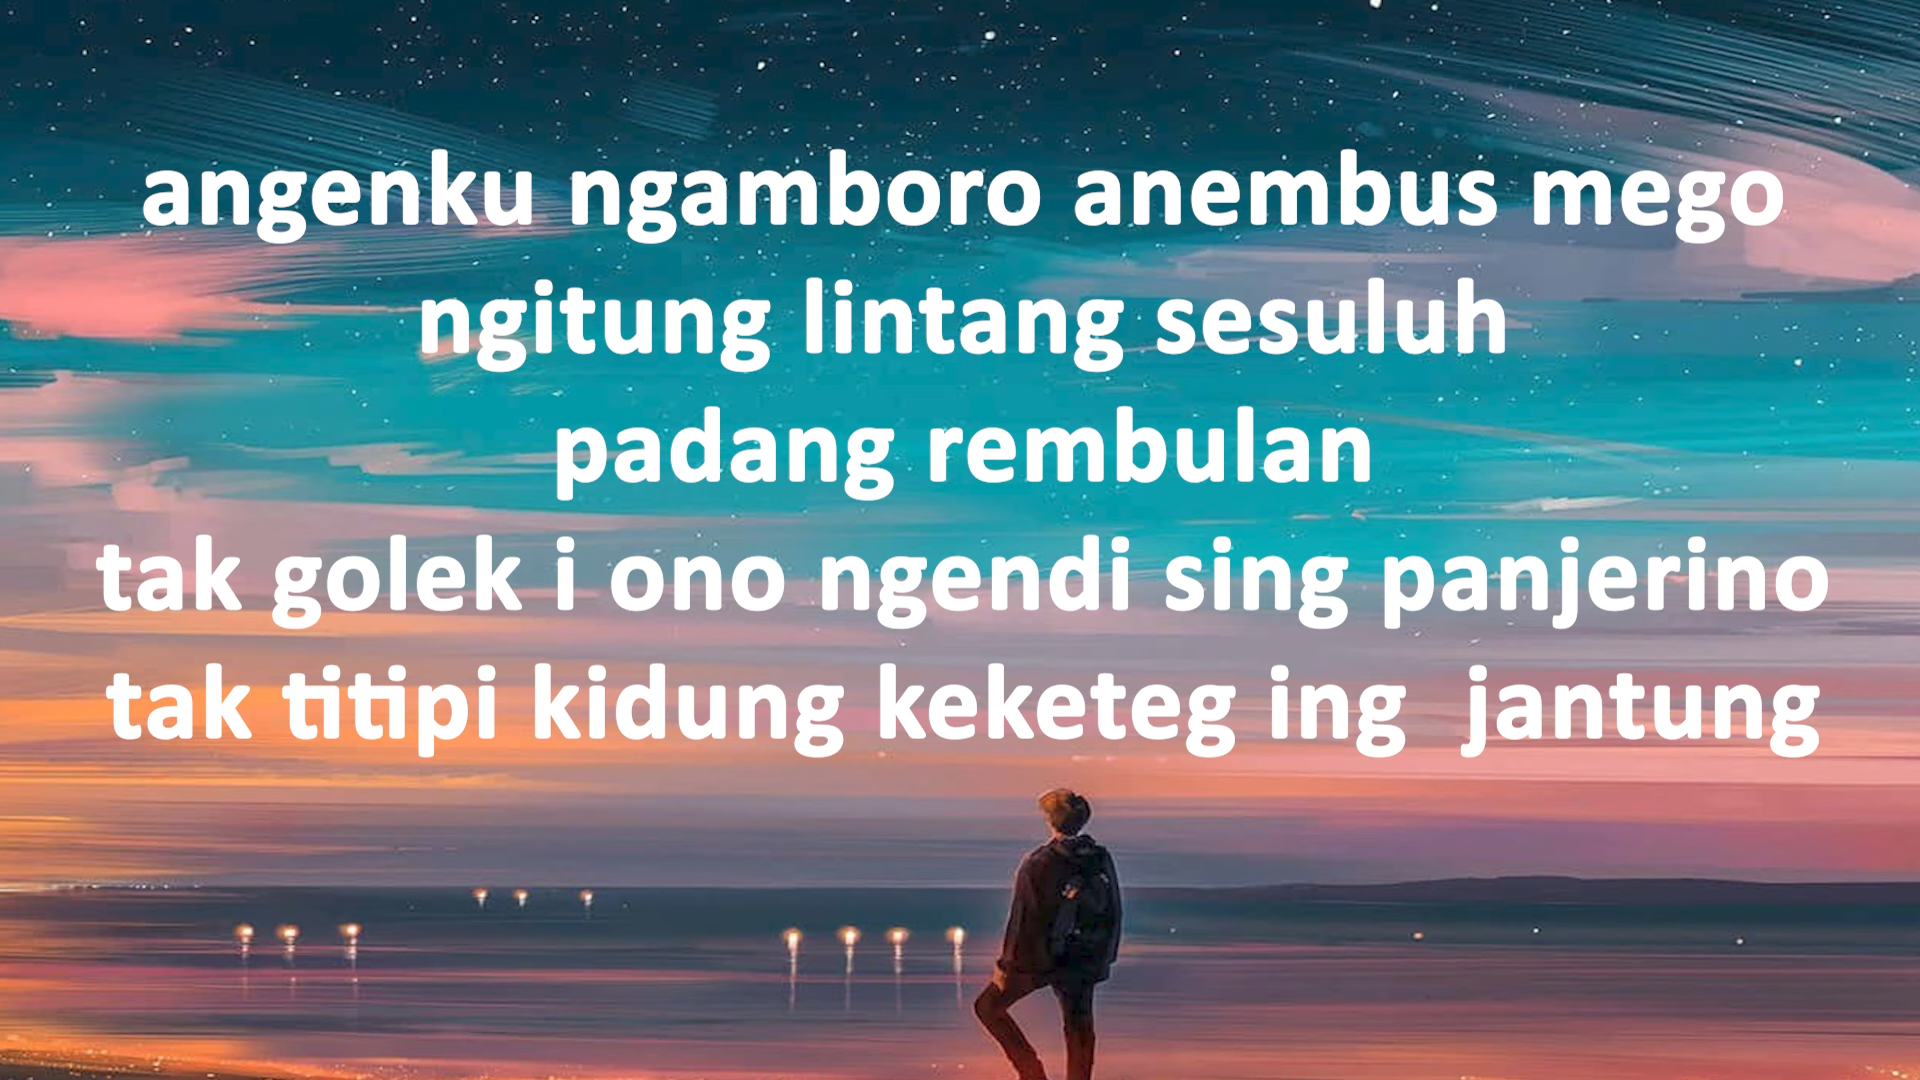 angenku ngamboro anembus mego
ngitung lintang sesuluh
padang rembulan
tak golek i ono ngendi sing panjerino
tak titipi kidung keketeg ing  jantung